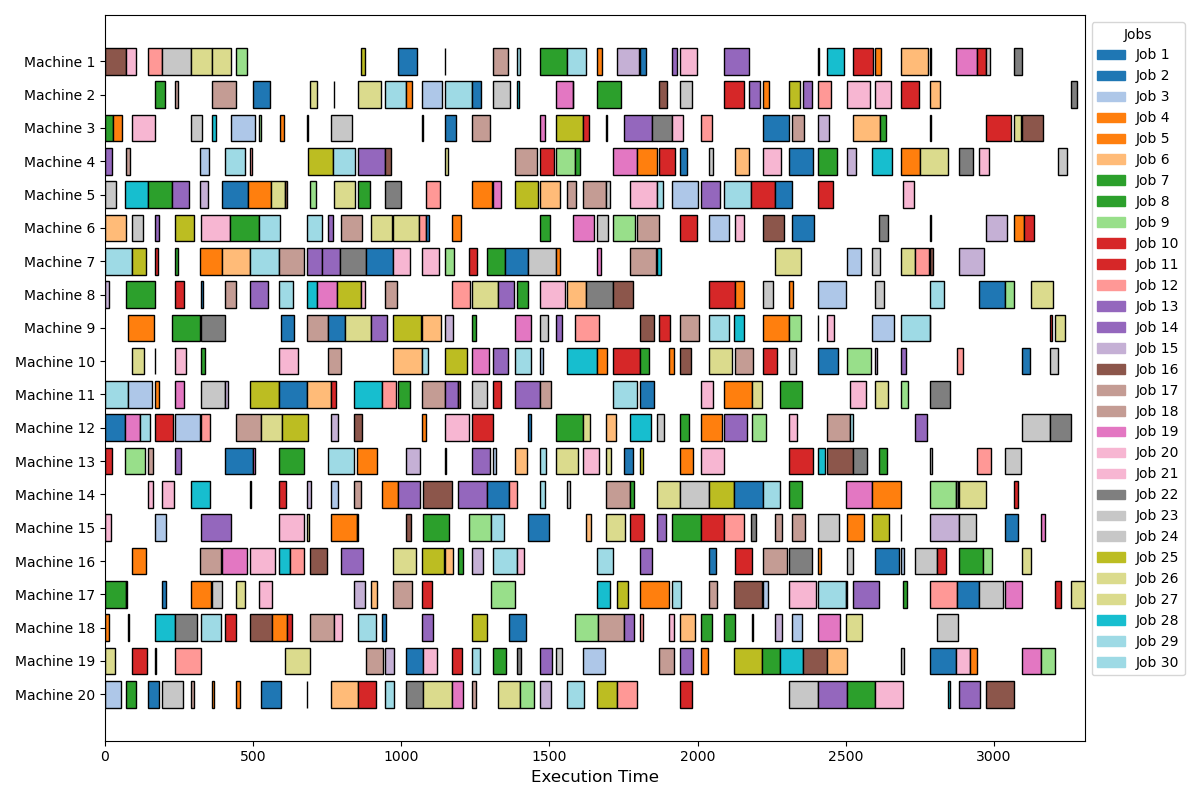 Machine 1
Machine 2
Machine 3
Machine 4
Machine 5
Machine 6
Machine 7
Machine 8
Machine 9
Machine 10
Machine 11
Machine 12
Machine 13
Machine 14
Machine 15
Machine 16
Machine 17
Machine 18
Machine 19
Machine 20
0 500 1000 1500 2000 2500 3000
Execution Time
Jobs
Job 1
Job 2
Job 3
Job 4
Job 5
Job 6
Job 7
Job 8
Job 9
Job 10
Job 11
Job 12
Job 13
Job 14
Job 15
Job 16
Job 17
Job 18
Job 19
Job 20
Job 21
Job 22
Job 23
Job 24
Job 25
Job 26
Job 27
Job 28
Job 29
Job 30